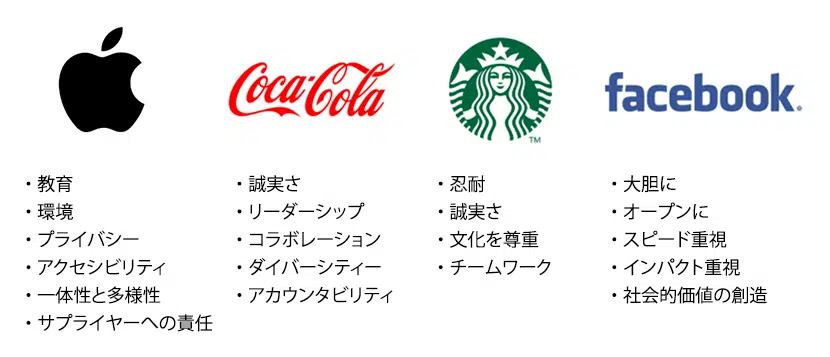 Coca-Cola
TM
facebook.
・教育
・環境
・プライバシー
・アクセシビリティ
・一体性と多様性
・サプライヤーへの責任
・誠実さ
・リーダーシップ
・コラボレーション
・ダイバーシティー
・アカウンタビリティ
・忍耐
・誠実さ
・文化を尊重
・チームワーク
・大胆に
・オープンに
・スピード重視
・インパクト重視
・社会的価値の創造